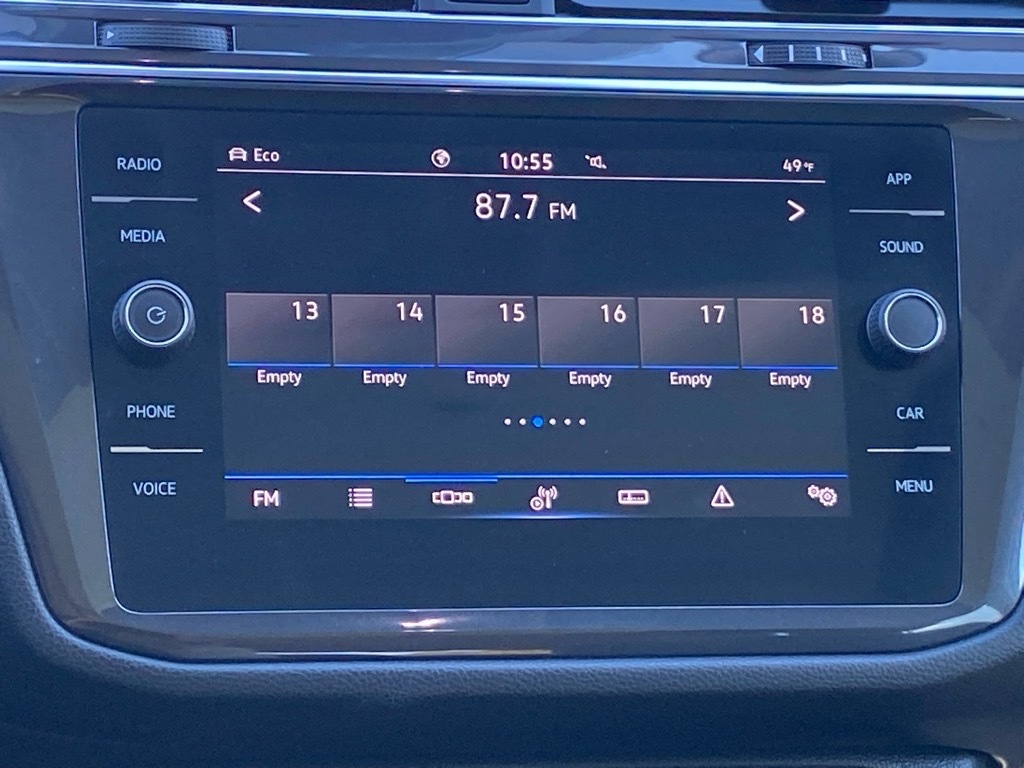 RADIO
MEDIA
PHONE
VOICE
Eco 10:55 49°F
87.7 FM
13 14 15 16 17 18
Empty Empty Empty Empty Empty Empty
FM
APP
SOUND
CAR
MENU